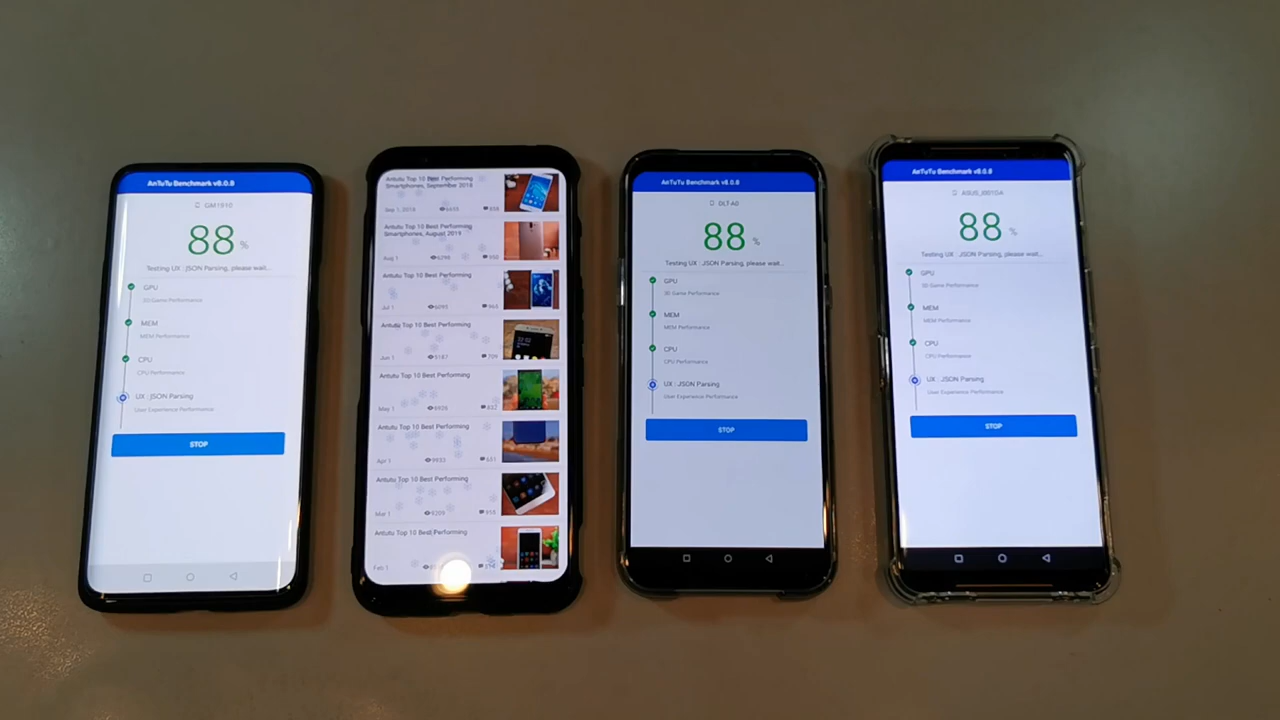 AnTuTu Benchmark v8.0.8
GM1910
88 %
Testing UX : JSON Parsing, please wait...
GPU
3D Game Performance
MEM
MEM Performance
CPU
CPU Performance
UX : JSON Parsing
User Experience Performance
STOP
Antutu Top 10 Best Performing
Smartphones, September 2018
Sep 1, 2018
Antutu Top 10 Best Performing
Smartphones, August 2019
Aug 1
Antutu Top 10 Best Performing
Jul 1
Antutu Top 10 Best Performing
Jun 1 5187 709
Antutu Top 10 Best Performing
May 1 6926 832
Antutu Top 10 Best Performing
Apr 1 9933
Antutu Top 10 Best Performing
Mar 1 9209
Antutu Top 10 Best Performing
Feb 1
AnTuTu Benchmark v8.0.8
DLT-A0
88 %
Testing UX : JSON Parsing, please wait...
GPU
3D Game Performance
MEM
MEM Performance
CPU
CPU Performance
UX : JSON Parsing
User Experience Performance
STOP
AnTuTu Benchmark v8.0.8
ASUS_I001DA
88 %
Testing UX : JSON Parsing, please wait...
GPU
3D Game Performance
MEM
MEM Performance
CPU
CPU Performance
UX : JSON Parsing
User Experience Performance
STOP